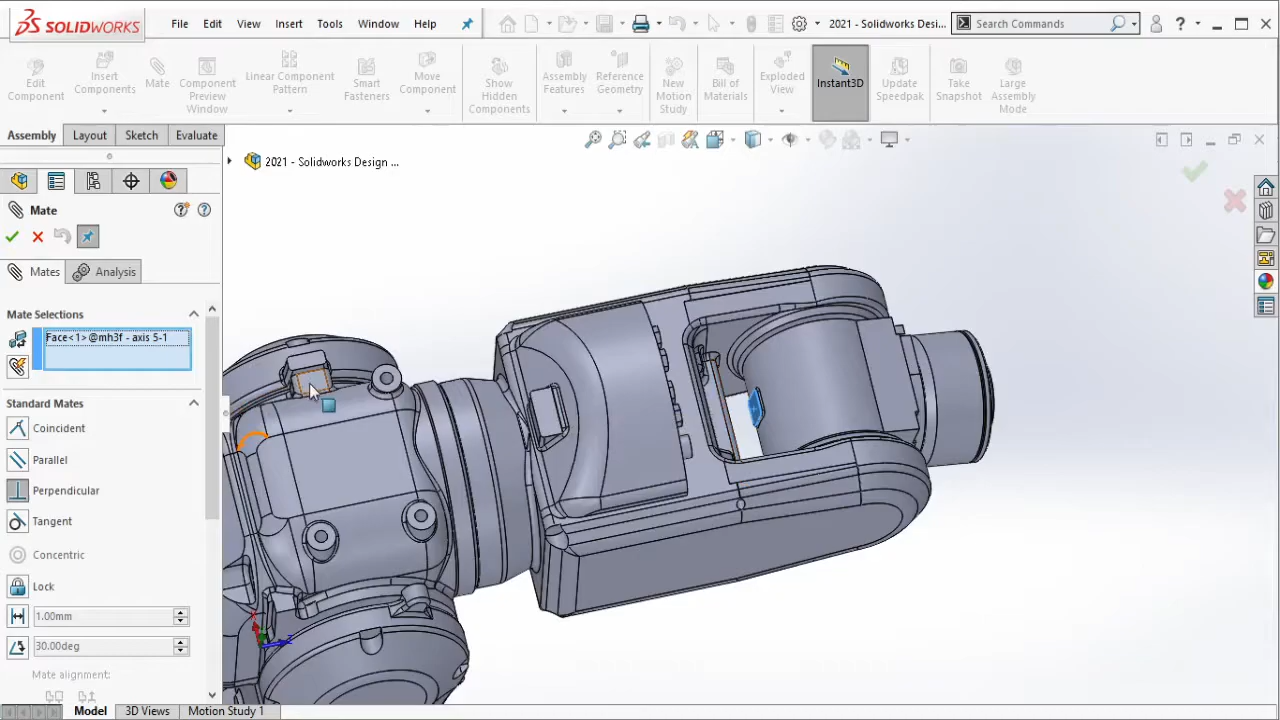 SOLIDWORKS
File Edit View Insert Tools Window Help
2021 - Solidworks Desi...
Search Commands
Edit Component
Insert Components
Mate
Component Preview Window
Linear Component Pattern
Smart Fasteners
Move Component
Show Hidden Components
Assembly Features
Reference Geometry
New Motion Study
Bill of Materials
Exploded View
Instant3D
Update Speedpak
Take Snapshot
Large Assembly Mode
Assembly Layout Sketch Evaluate
2021 - Solidworks Design ...
Mate
Mates Analysis
Mate Selections
Face<1>@mh3f - axis 5-1
Standard Mates
Coincident
Parallel
Perpendicular
Tangent
Concentric
Lock
1.00mm
30.00deg
Mate alignment:
Model 3D Views Motion Study 1